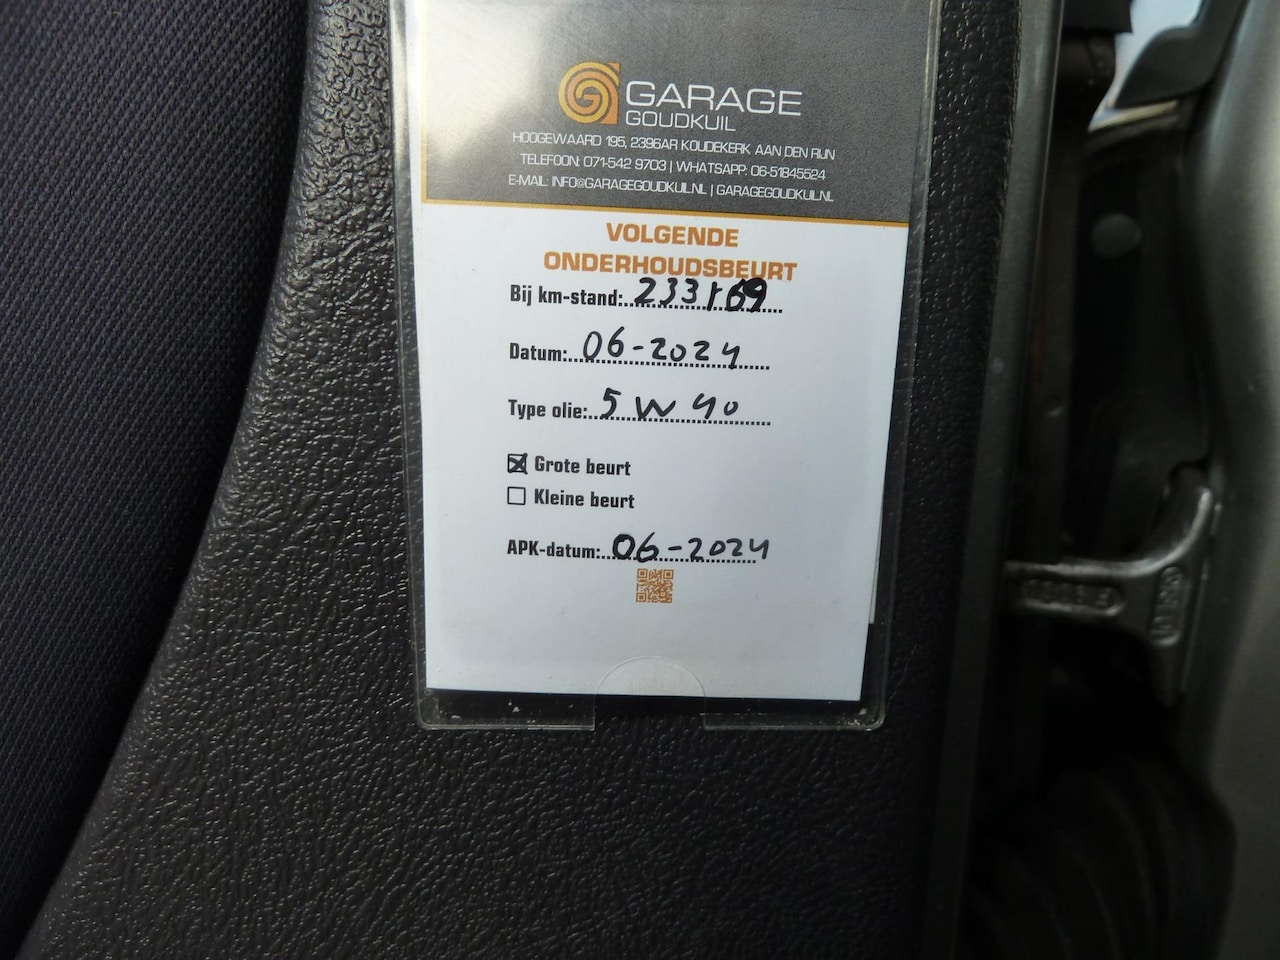 GARAGE
GOUDKUIL
HOOGEWAARD 195, 2396AR KOUDEKERK AAN DEN RIJN
TELEFOON: 071-542 9703 | WHATSAPP: 06-51845524
E-MAIL: INFO@GARAGEGOUDKUIL.NL | GARAGEGOUDKUIL.NL
VOLGENDE
ONDERHOUDSBEURT
Bij km-stand: 233169
Datum: 06-2024
Type olie: 5W40
Grote beurt
Kleine beurt
APK-datum: 06-2024